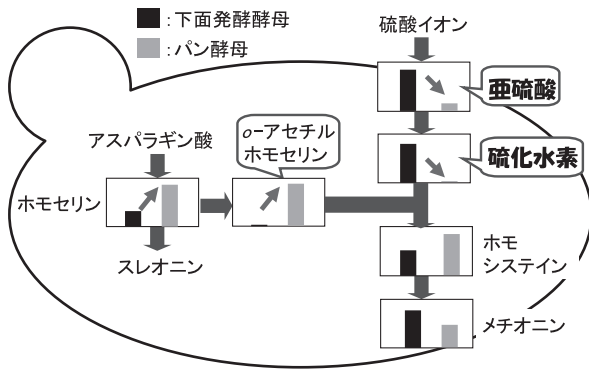 ：下面発酵酵母
：パン酵母
硫酸イオン
亜硫酸
硫化水素
アスパラギン酸
o-アセチル
ホモセリン
ホモセリン
スレオニン
ホモ
システイン
メチオニン